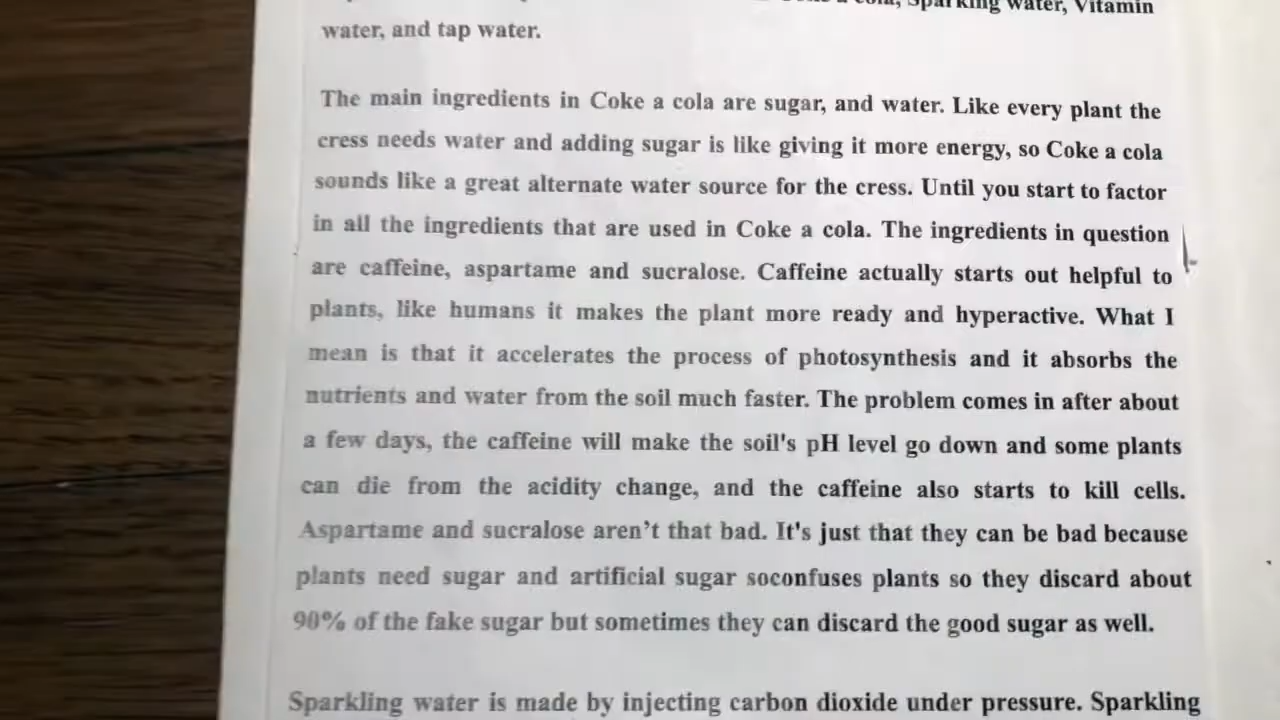 a cola, Sparkling water, Vitamin
water, and tap water.
The main ingredients in Coke a cola are sugar, and water. Like every plant the
cress needs water and adding sugar is like giving it more energy, so Coke a cola
sounds like a great alternate water source for the cress. Until you start to factor
in all the ingredients that are used in Coke a cola. The ingredients in question
are caffeine, aspartame and sucralose. Caffeine actually starts out helpful to
plants, like humans it makes the plant more ready and hyperactive. What I
mean is that it accelerates the process of photosynthesis and it absorbs the
nutrients and water from the soil much faster. The problem comes in after about
a few days, the caffeine will make the soil's pH level go down and some plants
can die from the acidity change, and the caffeine also starts to kill cells.
Aspartame and sucralose aren’t that bad. It's just that they can be bad because
plants need sugar and artificial sugar soconfuses plants so they discard about
90% of the fake sugar but sometimes they can discard the good sugar as well.
Sparkling water is made by injecting carbon dioxide under pressure. Sparkling